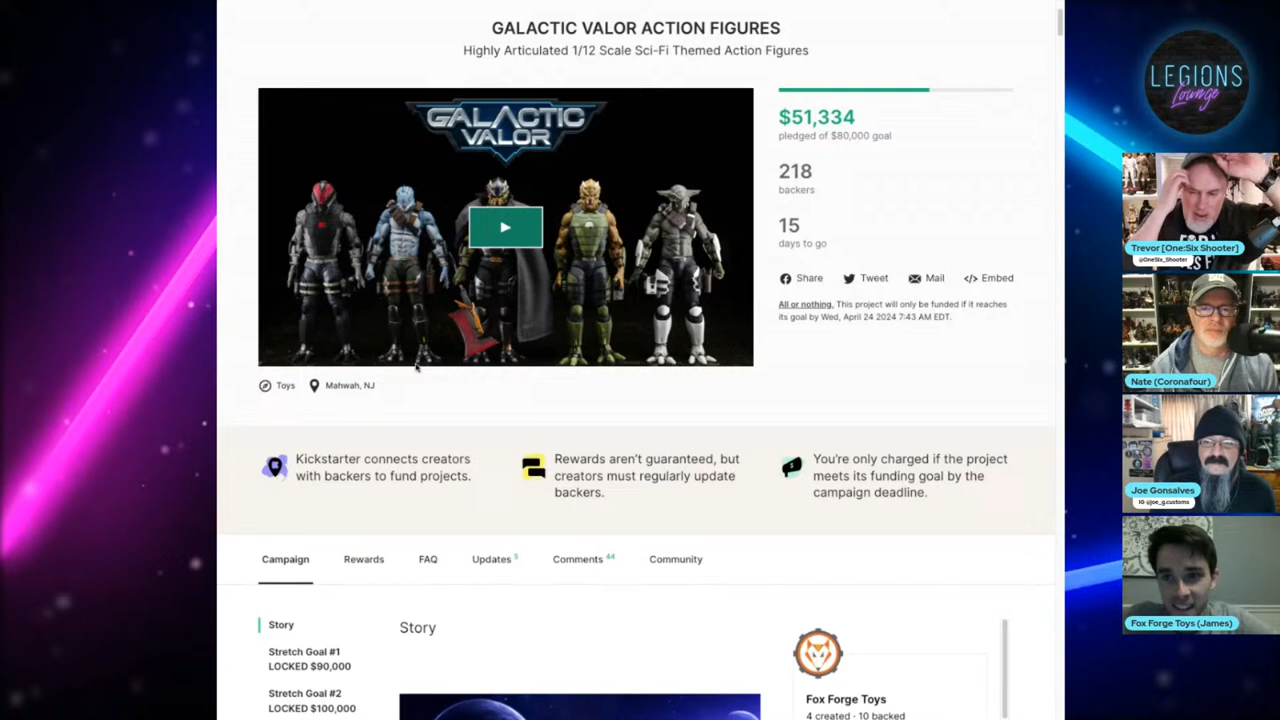 GALACTIC VALOR ACTION FIGURES
Highly Articulated 1/12 Scale Sci-Fi Themed Action Figures
GALACTIC
VALOR
$51,334
pledged of $80,000 goal
218
backers
15
days to go
Share Tweet Mail Embed
All or nothing. This project will only be funded if it reaches
its goal by Wed, April 24 2024 7:43 AM EDT.
Toys Mahwah, NJ
Kickstarter connects creators
with backers to fund projects.
Rewards aren't guaranteed, but
creators must regularly update
backers.
You're only charged if the project
meets its funding goal by the
campaign deadline.
Campaign Rewards FAQ Updates 5 Comments 44 Community
Story
Stretch Goal #1
LOCKED $90,000
Stretch Goal #2
LOCKED $100,000
Story
Fox Forge Toys
4 created · 10 backed
LEGIONS
Lounge
Trevor [One:Six Shooter]
@OneSix_Shooter
Nate (Coronafour)
Joe Gonsalves
IG @joe_g.customs
Fox Forge Toys (James)